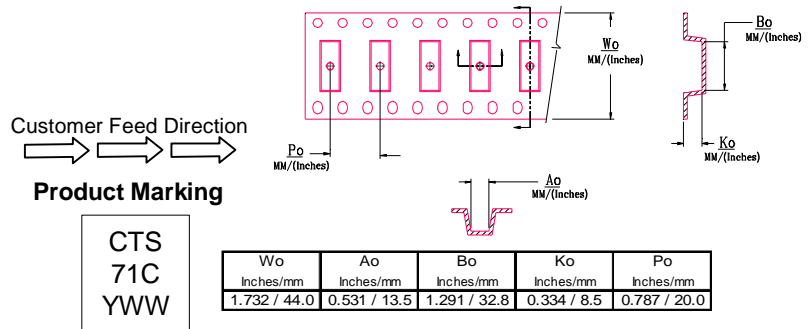 Wo
MM/(Inches)
Bo
MM/(Inches)
Customer Feed Direction
Po
MM/(Inches)
Ko
MM/(Inches)
Ao
MM/(Inches)
Product Marking
CTS
71C
YWW
Wo Ao Bo Ko Po
Inches/mm Inches/mm Inches/mm Inches/mm Inches/mm
1.732 / 44.0 0.531 / 13.5 1.291 / 32.8 0.334 / 8.5 0.787 / 20.0